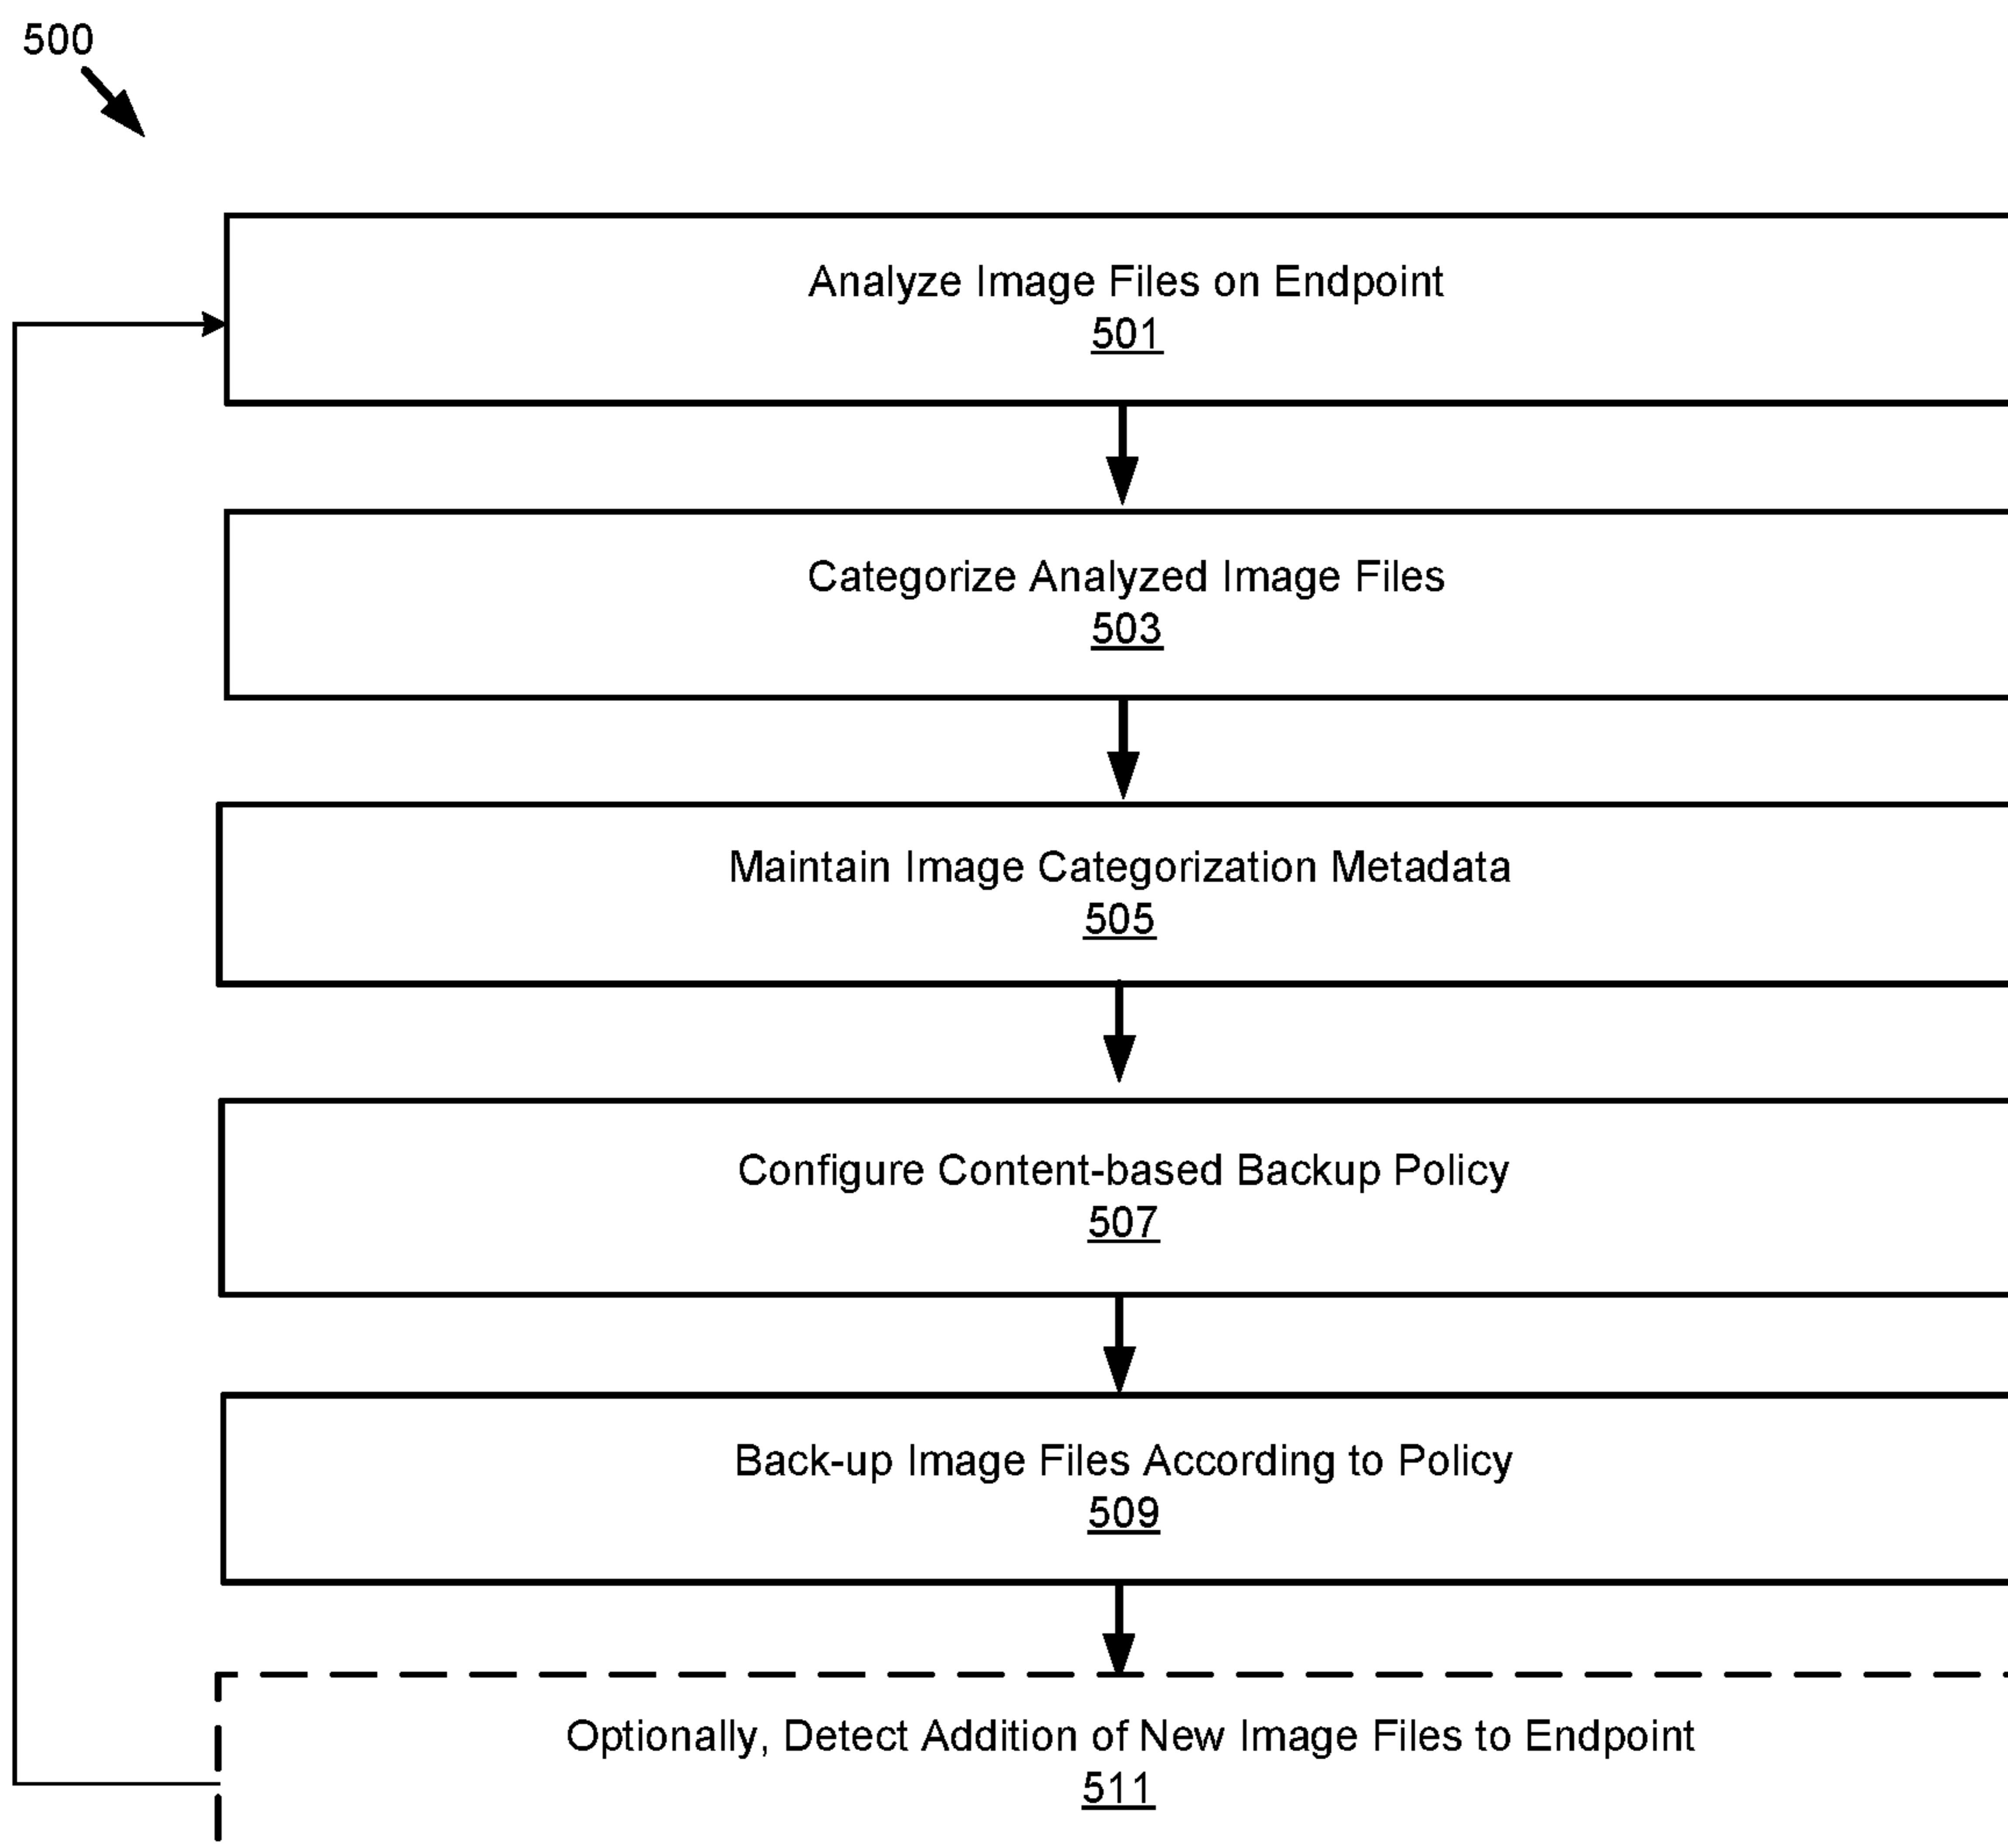 500
Analyze Image Files on Endpoint
501
Categorize Analyzed Image Files
503
Maintain Image Categorization Metadata
505
Configure Content-based Backup Policy
507
Back-up Image Files According to Policy
509
Optionally, Detect Addition of New Image Files to Endpoint
511